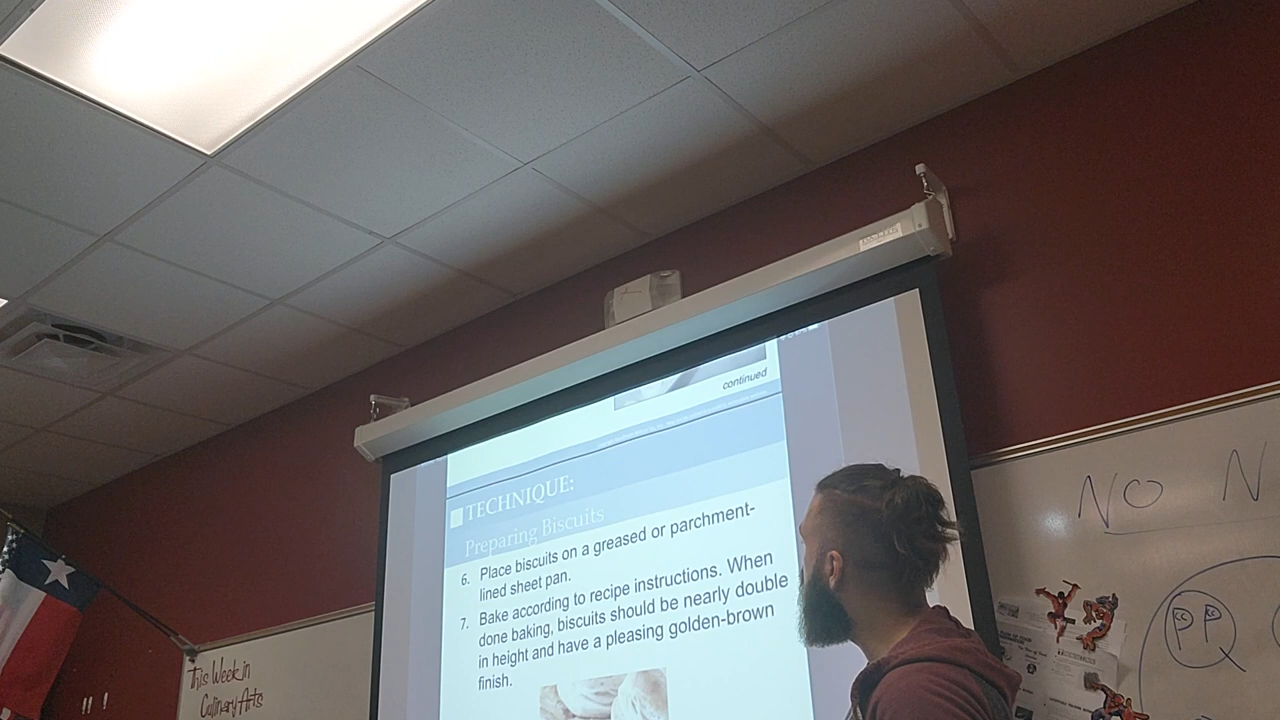 continued
TECHNIQUE:
Preparing Biscuits
6. Place biscuits on a greased or parchment-
lined sheet pan.
7. Bake according to recipe instructions. When
done baking, biscuits should be nearly double
in height and have a pleasing golden-brown
finish.
This Week in
Culinary Arts
NO N
PP